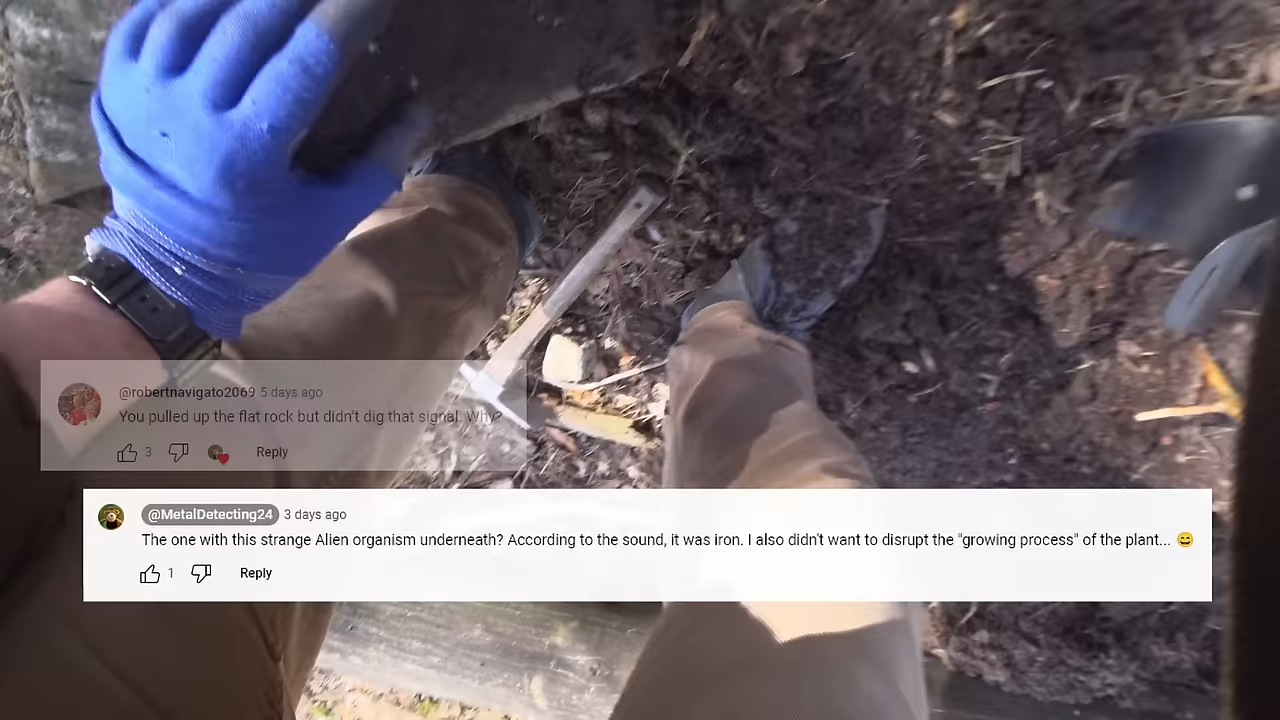 @robertnavigato2069 5 days ago
You pulled up the flat rock but didn't dig that signal. Why?
3 Reply
@MetalDetecting24 3 days ago
The one with this strange Alien organism underneath? According to the sound, it was iron. I also didn't want to disrupt the "growing process" of the plant... 😄
1 Reply